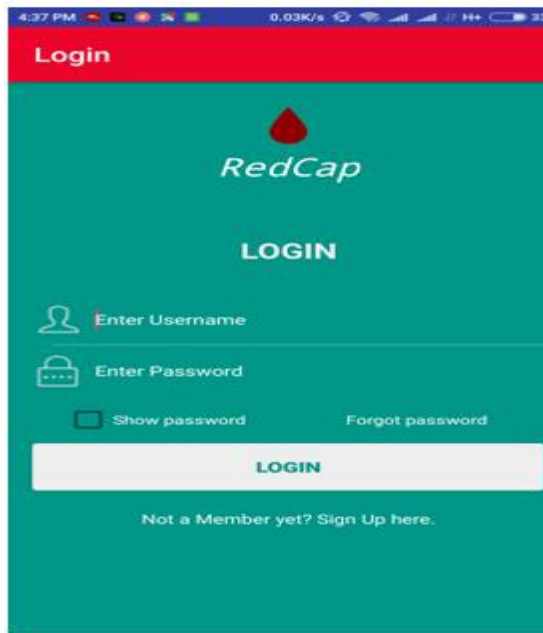 4:37 PM 0.03K/s H+ 33
Login
RedCap
LOGIN
Enter Username
Enter Password
Show password Forgot password
LOGIN
Not a Member yet? Sign Up here.